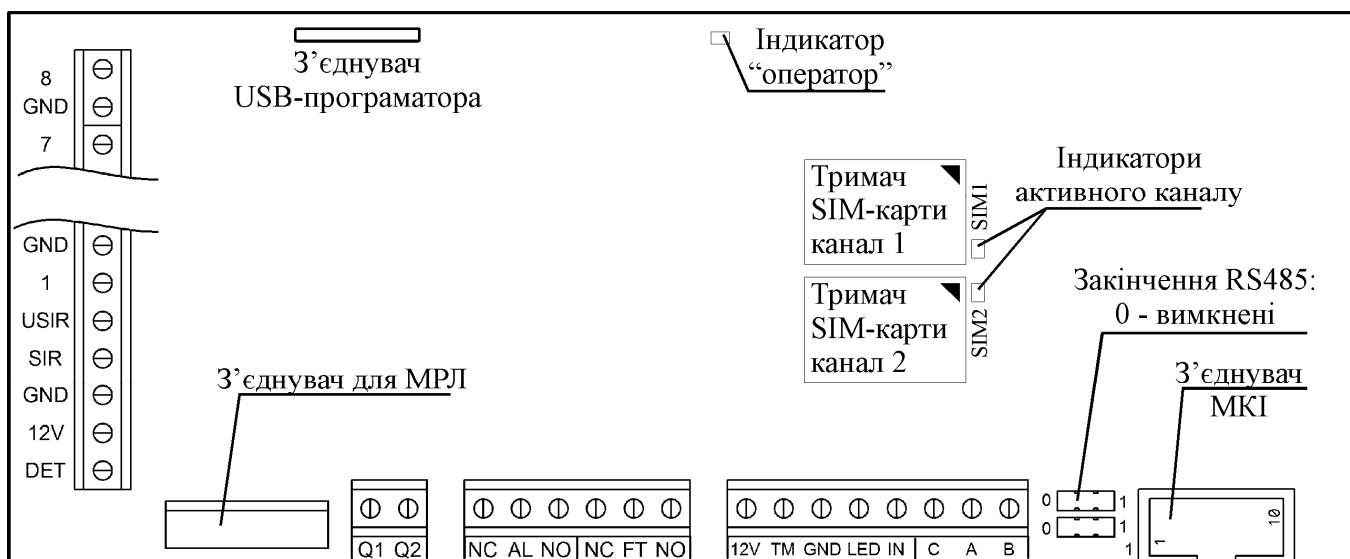 8
GND
7
GND
1
USIR
SIR
GND
12V
DET
З’єднувач
USB-програматора
Індикатор
“оператор”
Тримач
SIM-карти
канал 1
SIM1
Тримач
SIM-карти
канал 2
SIM2
Індикатори
активного каналу
Закінчення RS485:
0 - вимкнені
З’єднувач
МКІ
З’єднувач для МРЛ
Q1 Q2
NC AL NO NC FT NO
12V TM GND LED IN C A B
0 1
0 1
1
1
10